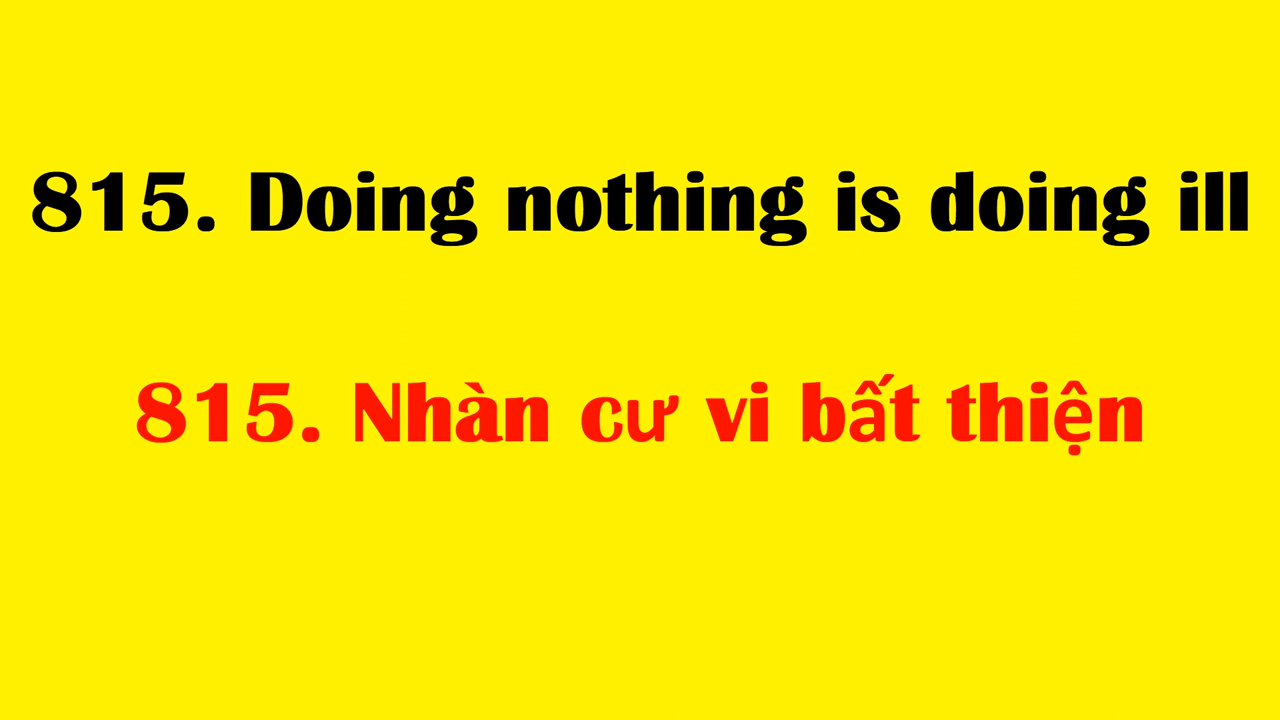 815. Doing nothing is doing ill
815. Nhàn cư vi bất thiện